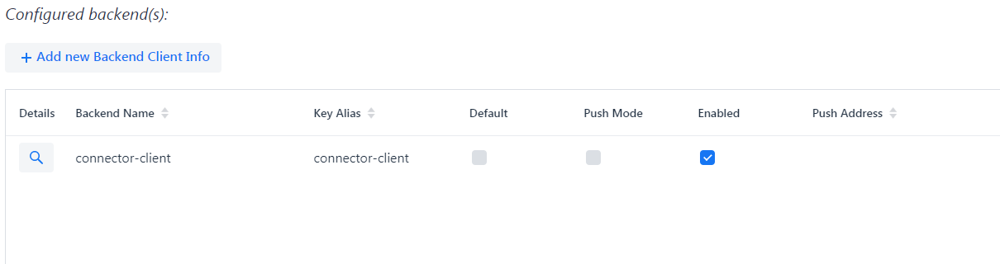 Configured backend(s):
Add new Backend Client Info
Details Backend Name Key Alias Default Push Mode Enabled Push Address
connector-client connector-client